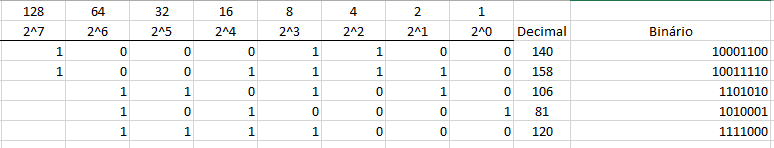 128 64 32 16 8 4 2 1
2^7 2^6 2^5 2^4 2^3 2^2 2^1 2^0 Decimal Binário
1 0 0 0 1 1 0 0 140 10001100
1 0 0 1 1 1 1 0 158 10011110
1 1 0 1 0 1 0 106 1101010
1 0 1 0 0 0 1 81 1010001
1 1 1 1 0 0 0 120 1111000